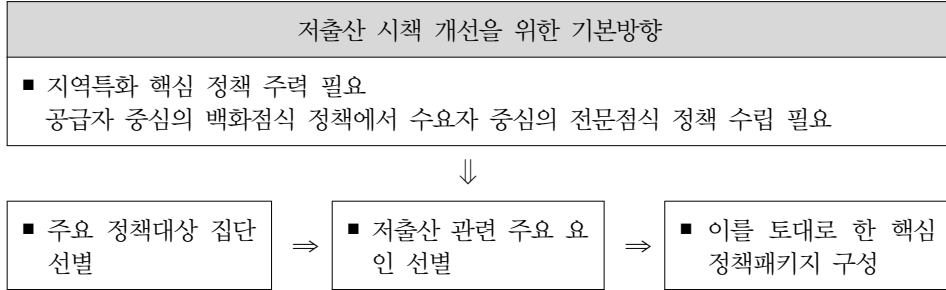 저출산 시책 개선을 위한 기본방향
▪ 지역특화 핵심 정책 주력 필요
공급자 중심의 백화점식 정책에서 수요자 중심의 전문점식 정책 수립 필요
⇓
▪ 주요 정책대상 집단
선별
⇒
▪ 저출산 관련 주요 요
인 선별
⇒
▪ 이를 토대로 한 핵심
정책패키지 구성